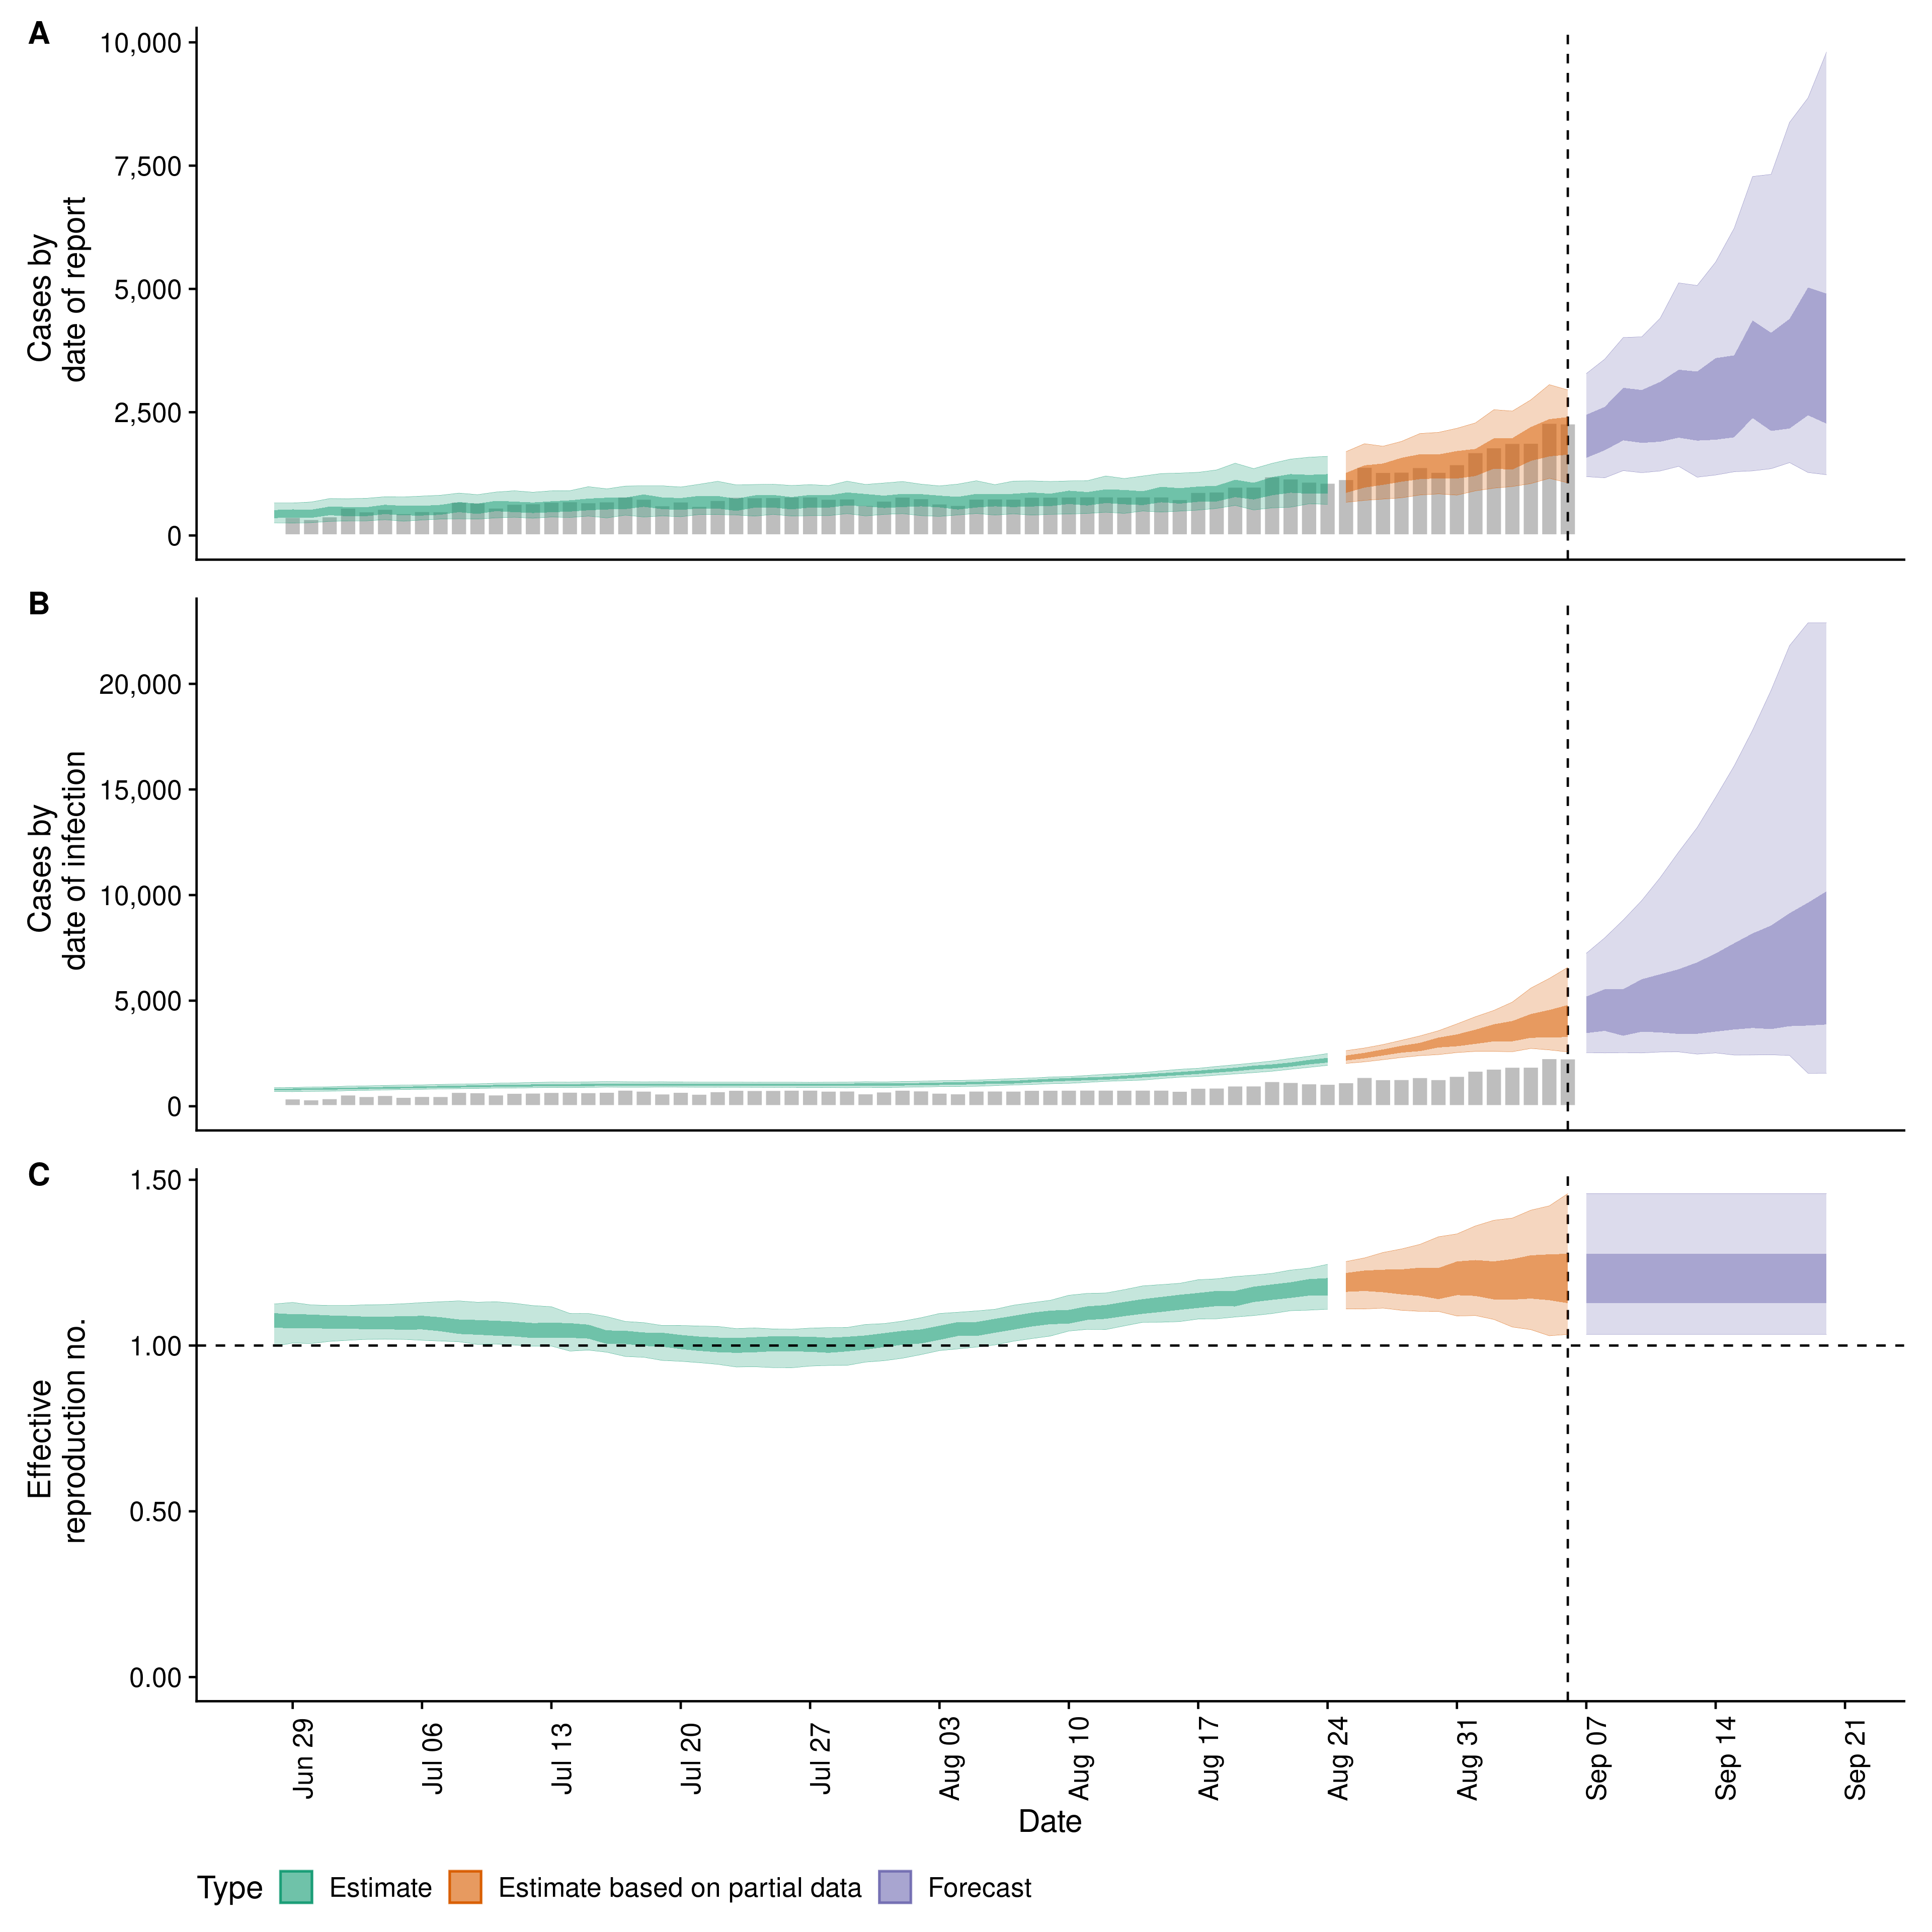 A
10,000
7,500
5,000
2,500
0
Cases by
date of report
B
20,000
15,000
10,000
5,000
0
Cases by
date of infection
C
1.50
1.00
0.50
0.00
Effective
reproduction no.
Jun 29
Jul 06
Jul 13
Jul 20
Jul 27
Aug 03
Aug 10
Aug 17
Aug 24
Aug 31
Sep 07
Sep 14
Sep 21
Date
Type Estimate Estimate based on partial data Forecast